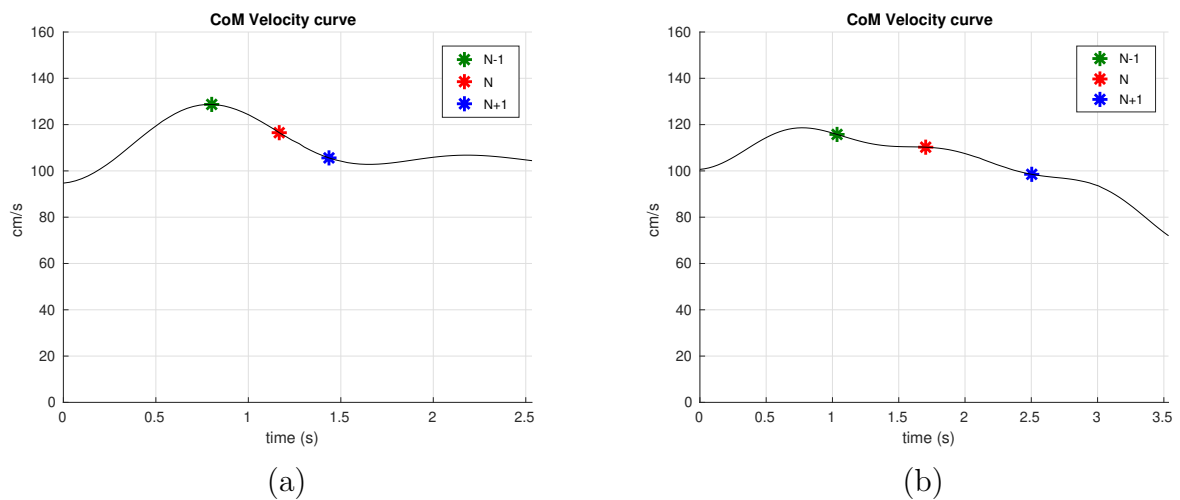 CoM Velocity curve
160
140
120
100
80
60
40
20
0
cm/s
0 0.5 1 1.5 2 2.5
time (s)
N-1
N
N+1
(a)
CoM Velocity curve
160
140
120
100
80
60
40
20
0
cm/s
0 0.5 1 1.5 2 2.5 3 3.5
time (s)
N-1
N
N+1
(b)